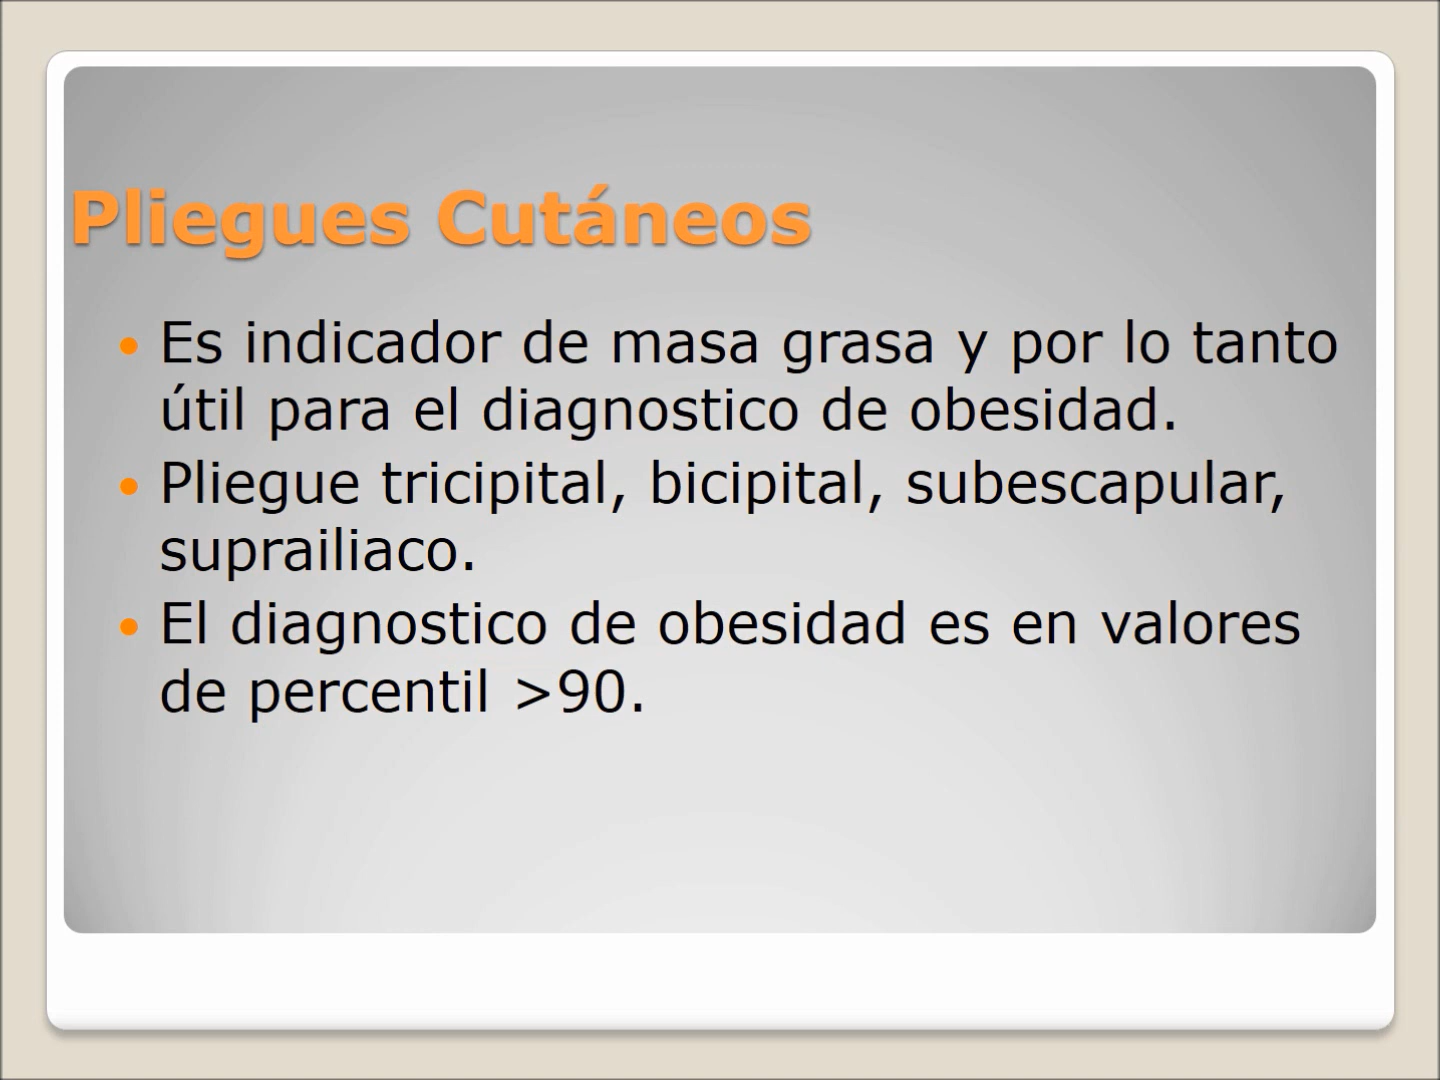 Pliegues Cutáneos
Es indicador de masa grasa y por lo tanto
útil para el diagnostico de obesidad.
Pliegue tricipital, bicipital, subescapular,
suprailiaco.
El diagnostico de obesidad es en valores
de percentil >90.